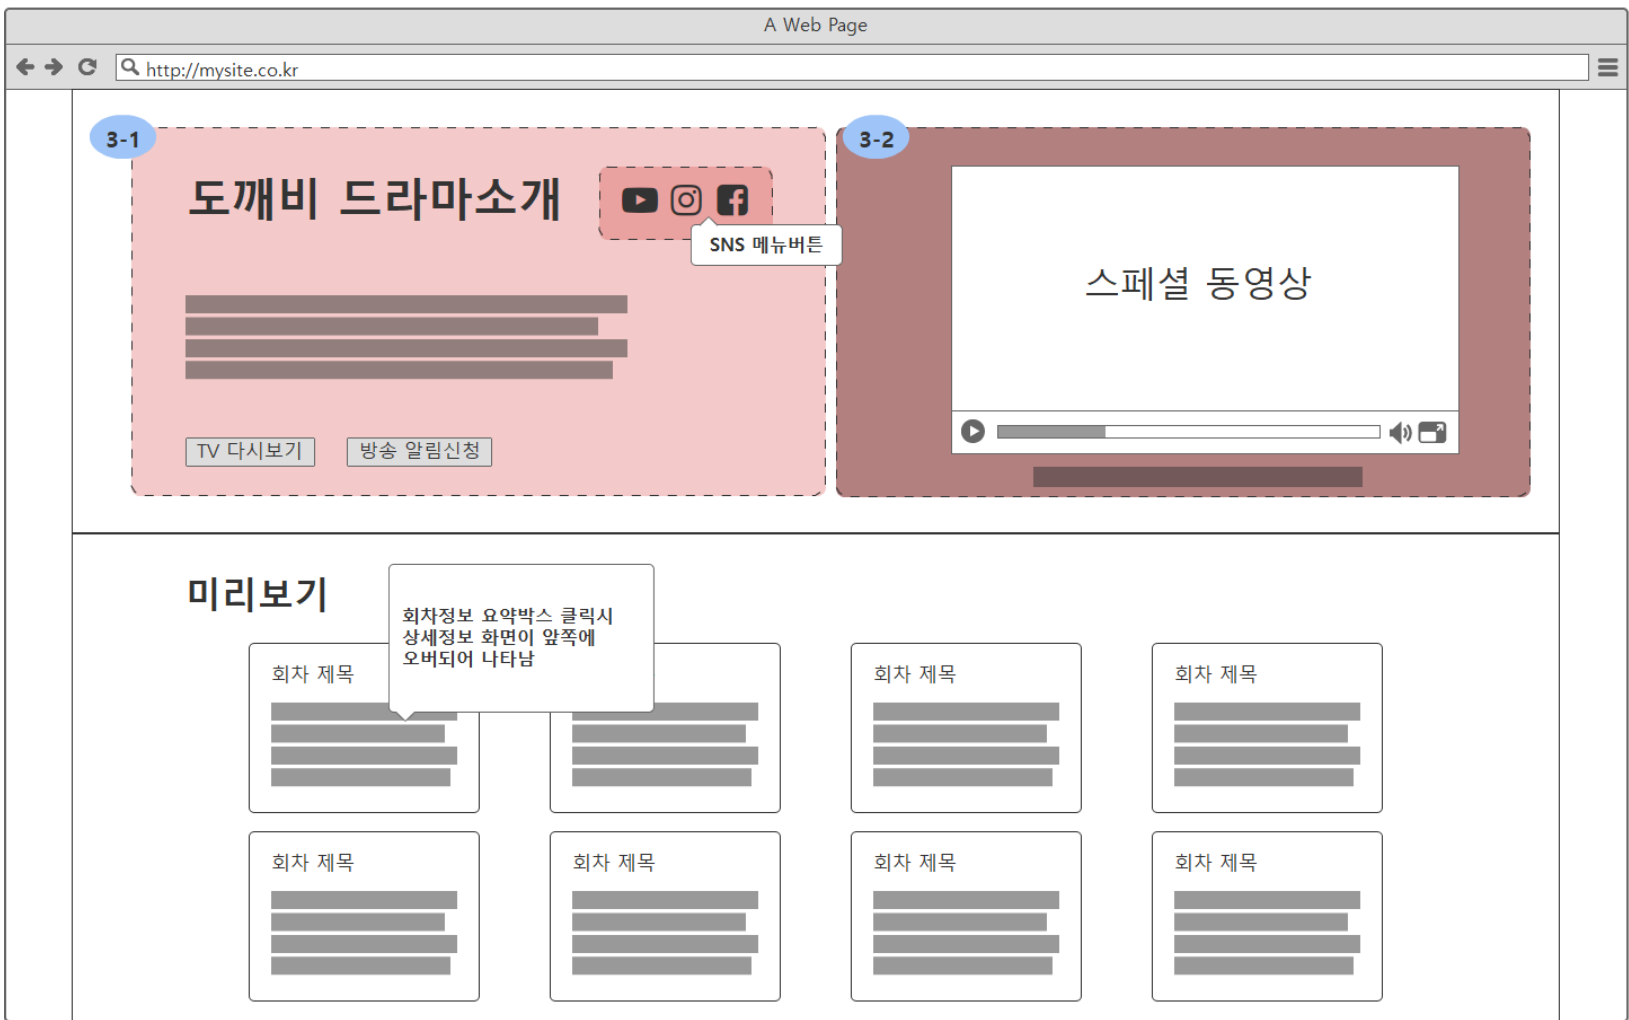 A Web Page
http://mysite.co.kr
3-1
3-2
도깨비 드라마소개
SNS 메뉴버튼
스페셜 동영상
TV 다시보기
방송 알림신청
미리보기
회차정보 요약박스 클릭시
상세정보 화면이 앞쪽에
오버되어 나타남
회차 제목
회차 제목
회차 제목
회차 제목
회차 제목
회차 제목
회차 제목